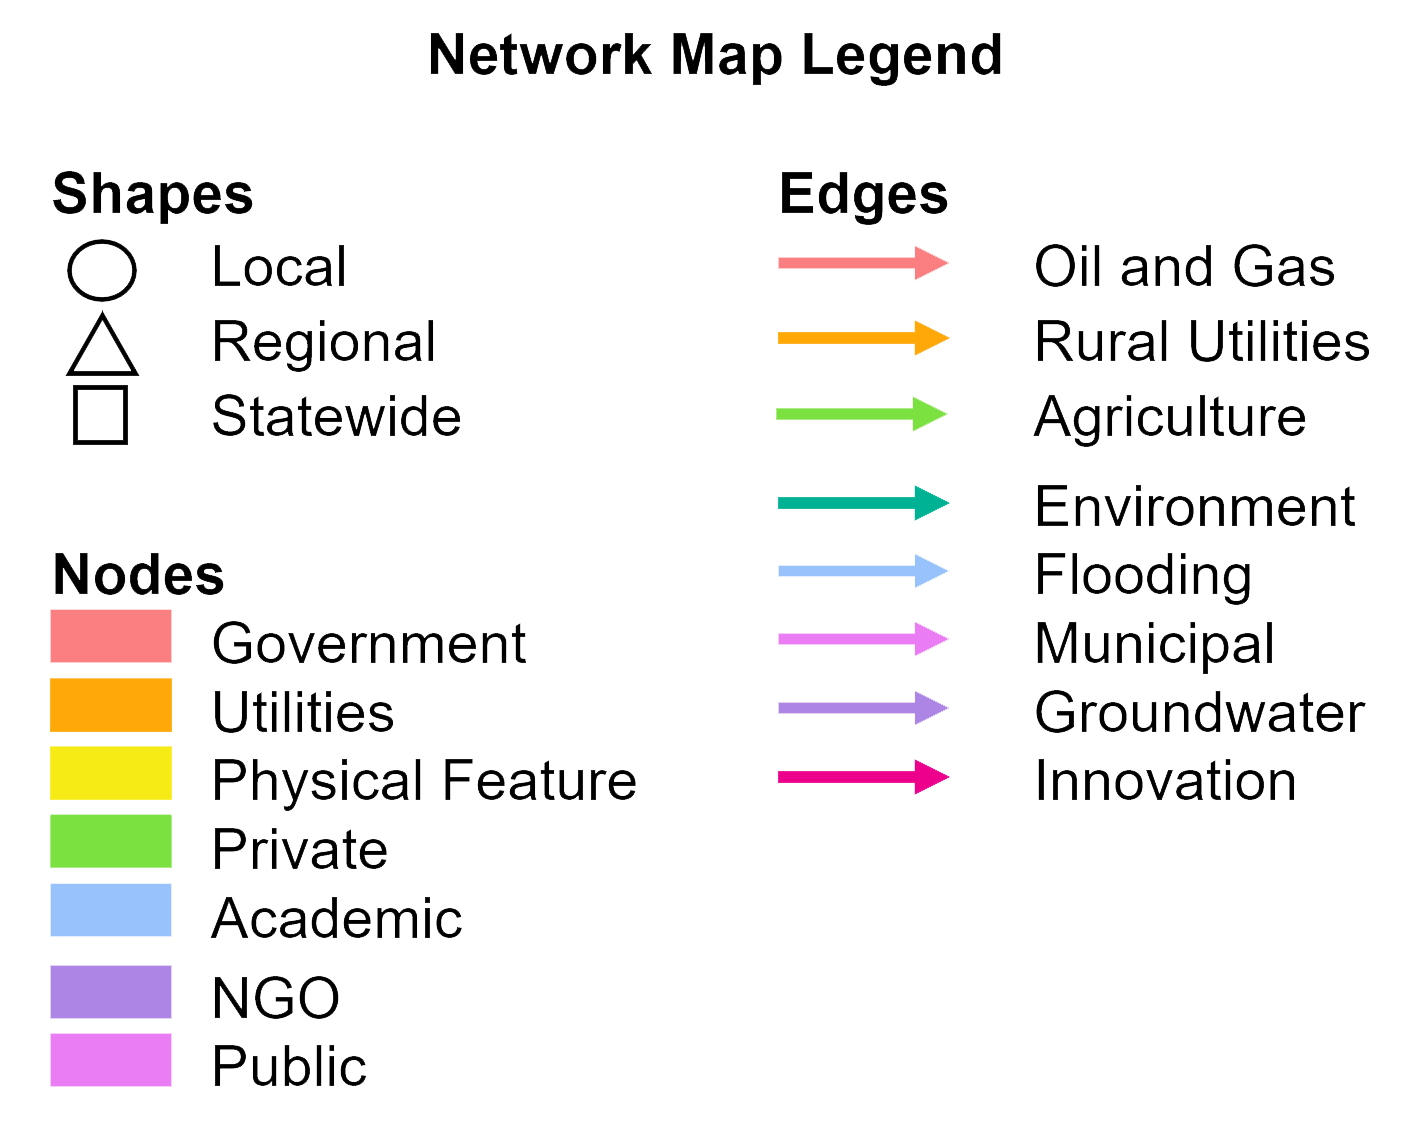 Network Map Legend
Shapes
Local
Regional
Statewide
Nodes
Government
Utilities
Physical Feature
Private
Academic
NGO
Public
Edges
Oil and Gas
Rural Utilities
Agriculture
Environment
Flooding
Municipal
Groundwater
Innovation